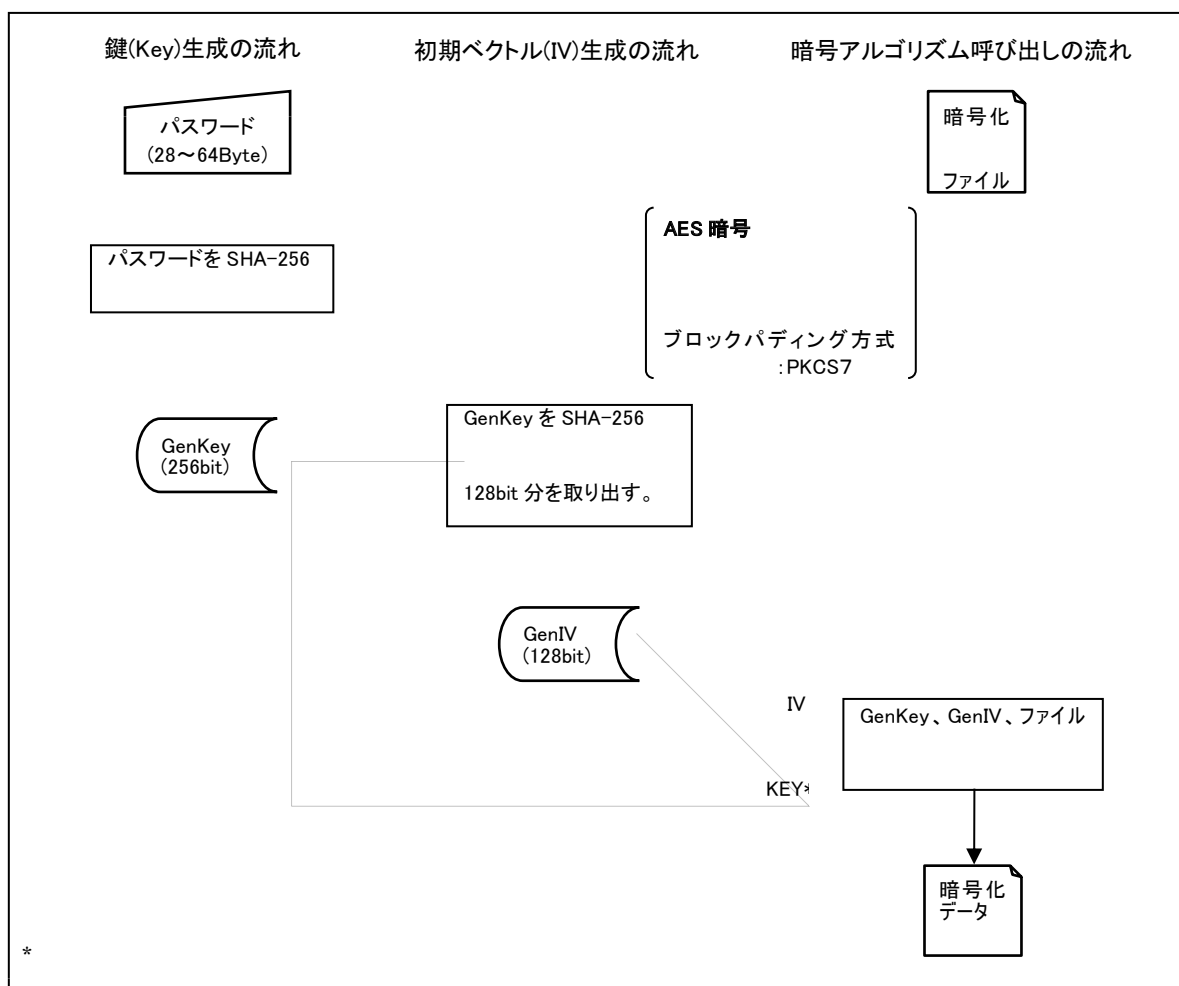 鍵(Key)生成の流れ
初期ベクトル(IV)生成の流れ
暗号アルゴリズム呼び出しの流れ
パスワード
(28～64Byte)
暗号化
ファイル
AES 暗号
パスワードを SHA-256
ブロックパディング方式
:PKCS7
GenKey を SHA-256
GenKey
(256bit)
128bit 分を取り出す。
GenIV
(128bit)
IV
GenKey、GenIV、ファイル
KEY*
暗号化
データ
*